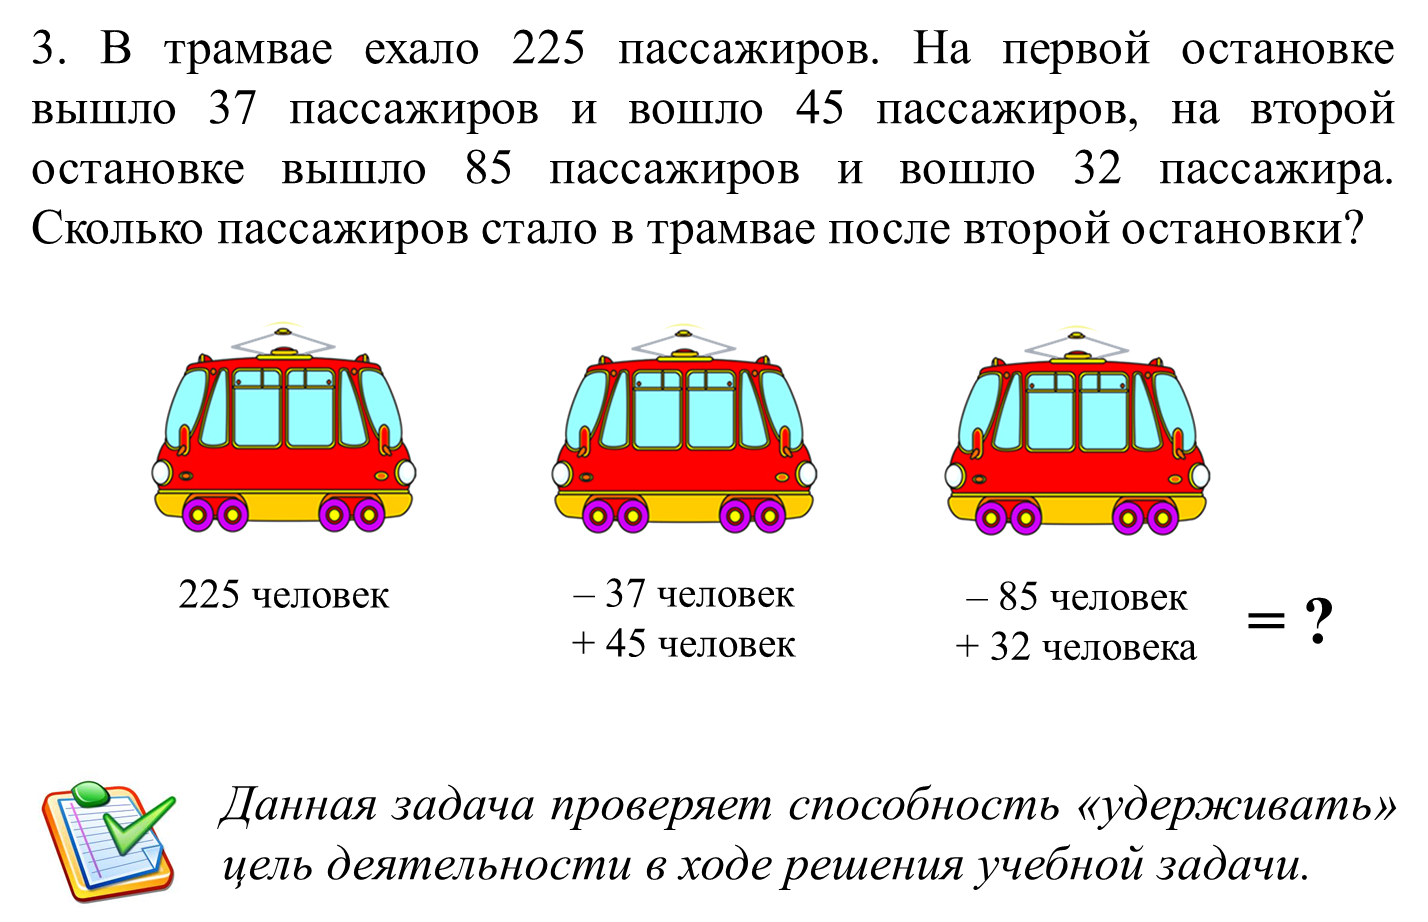 3. В трамвае ехало 225 пассажиров. На первой остановке
вышло 37 пассажиров и вошло 45 пассажиров, на второй
остановке вышло 85 пассажиров и вошло 32 пассажира.
Сколько пассажиров стало в трамвае после второй остановки?
225 человек
– 37 человек
+ 45 человек
– 85 человек
+ 32 человека
= ?
Данная задача проверяет способность «удерживать»
цель деятельности в ходе решения учебной задачи.